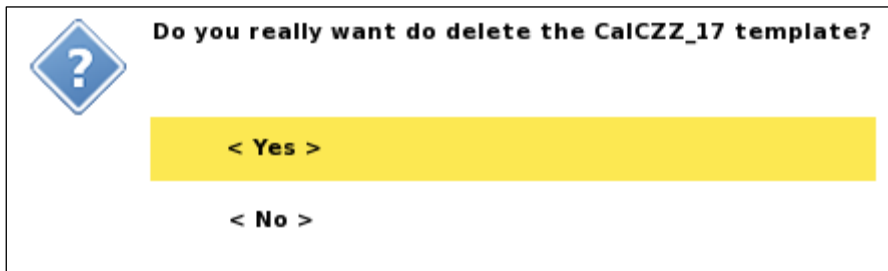 Do you really want do delete the CalCZZ_17 template?
< Yes >
< No >